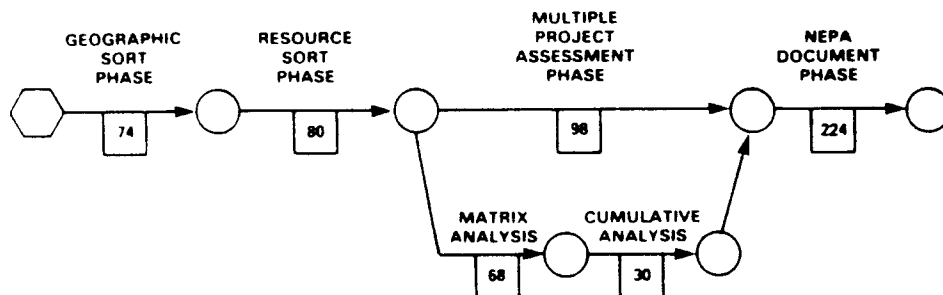 GEOGRAPHIC
SORT
PHASE
74
RESOURCE
SORT
PHASE
80
MULTIPLE
PROJECT
ASSESSMENT
PHASE
98
NEPA
DOCUMENT
PHASE
224
MATRIX
ANALYSIS
68
CUMULATIVE
ANALYSIS
30